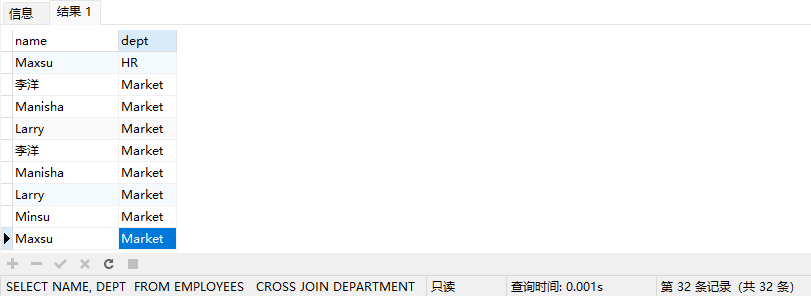 信息 结果 1
name dept
Maxsu HR
李洋 Market
Manisha Market
Larry Market
李洋 Market
Manisha Market
Larry Market
Minsu Market
Maxsu Market
SELECT NAME, DEPT  FROM EMPLOYEES   CROSS JOIN DEPARTMENT 只读 查询时间: 0.001s 第 32 条记录（共 32 条）